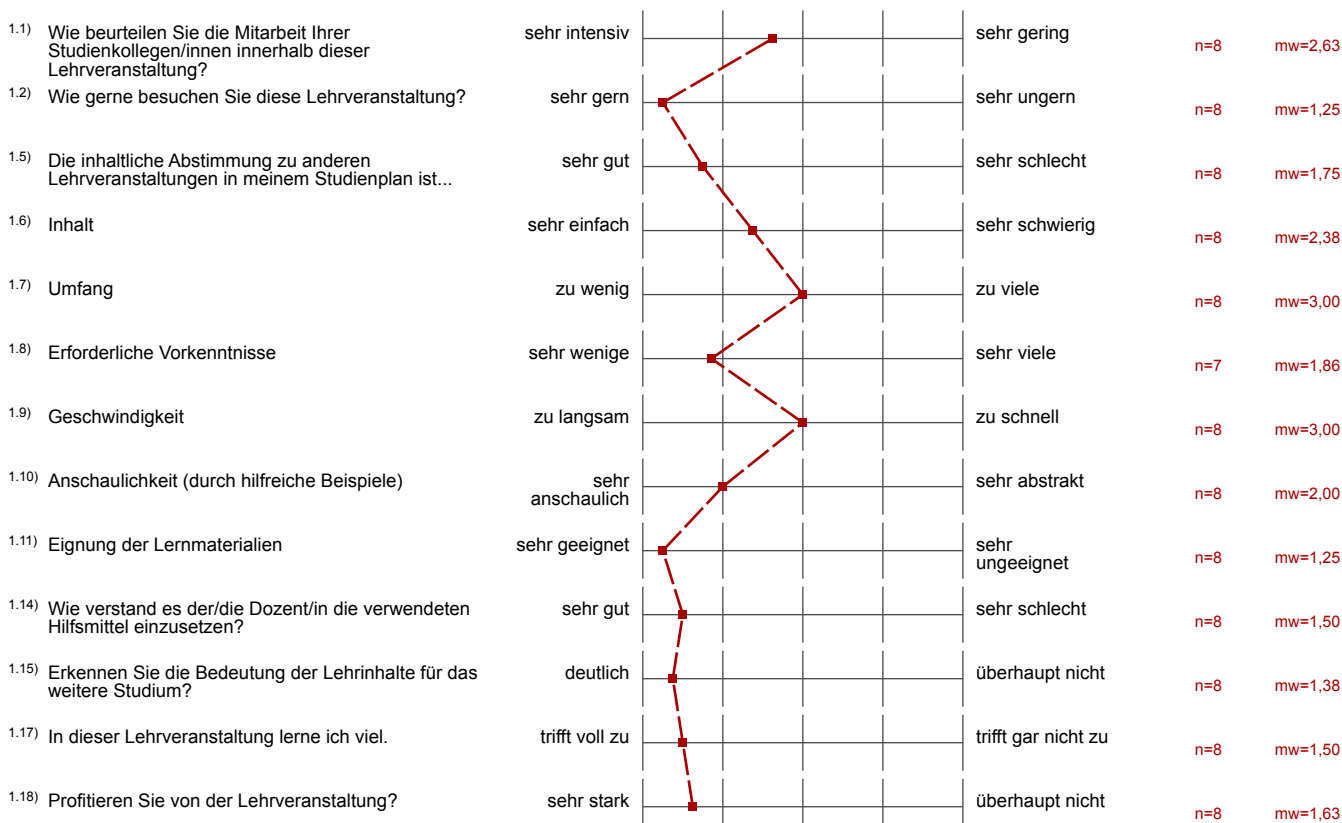 1.1) Wie beurteilen Sie die Mitarbeit Ihrer sehr intensiv sehr gering n=8 mw=2,63
Studienkollegen/innen innerhalb dieser
Lehrveranstaltung?
1.2) Wie gerne besuchen Sie diese Lehrveranstaltung? sehr gern sehr ungern n=8 mw=1,25
1.5) Die inhaltliche Abstimmung zu anderen sehr gut sehr schlecht n=8 mw=1,75
Lehrveranstaltungen in meinem Studienplan ist...
1.6) Inhalt sehr einfach sehr schwierig n=8 mw=2,38
1.7) Umfang zu wenig zu viele n=8 mw=3,00
1.8) Erforderliche Vorkenntnisse sehr wenige sehr viele n=7 mw=1,86
1.9) Geschwindigkeit zu langsam zu schnell n=8 mw=3,00
1.10) Anschaulichkeit (durch hilfreiche Beispiele) sehr sehr abstrakt n=8 mw=2,00
anschaulich
1.11) Eignung der Lernmaterialien sehr geeignet sehr n=8 mw=1,25
ungeeignet
1.14) Wie verstand es der/die Dozent/in die verwendeten sehr gut sehr schlecht n=8 mw=1,50
Hilfsmittel einzusetzen?
1.15) Erkennen Sie die Bedeutung der Lehrinhalte für das deutlich überhaupt nicht n=8 mw=1,38
weitere Studium?
1.17) In dieser Lehrveranstaltung lerne ich viel. trifft voll zu trifft gar nicht zu n=8 mw=1,50
1.18) Profitieren Sie von der Lehrveranstaltung? sehr stark überhaupt nicht n=8 mw=1,63